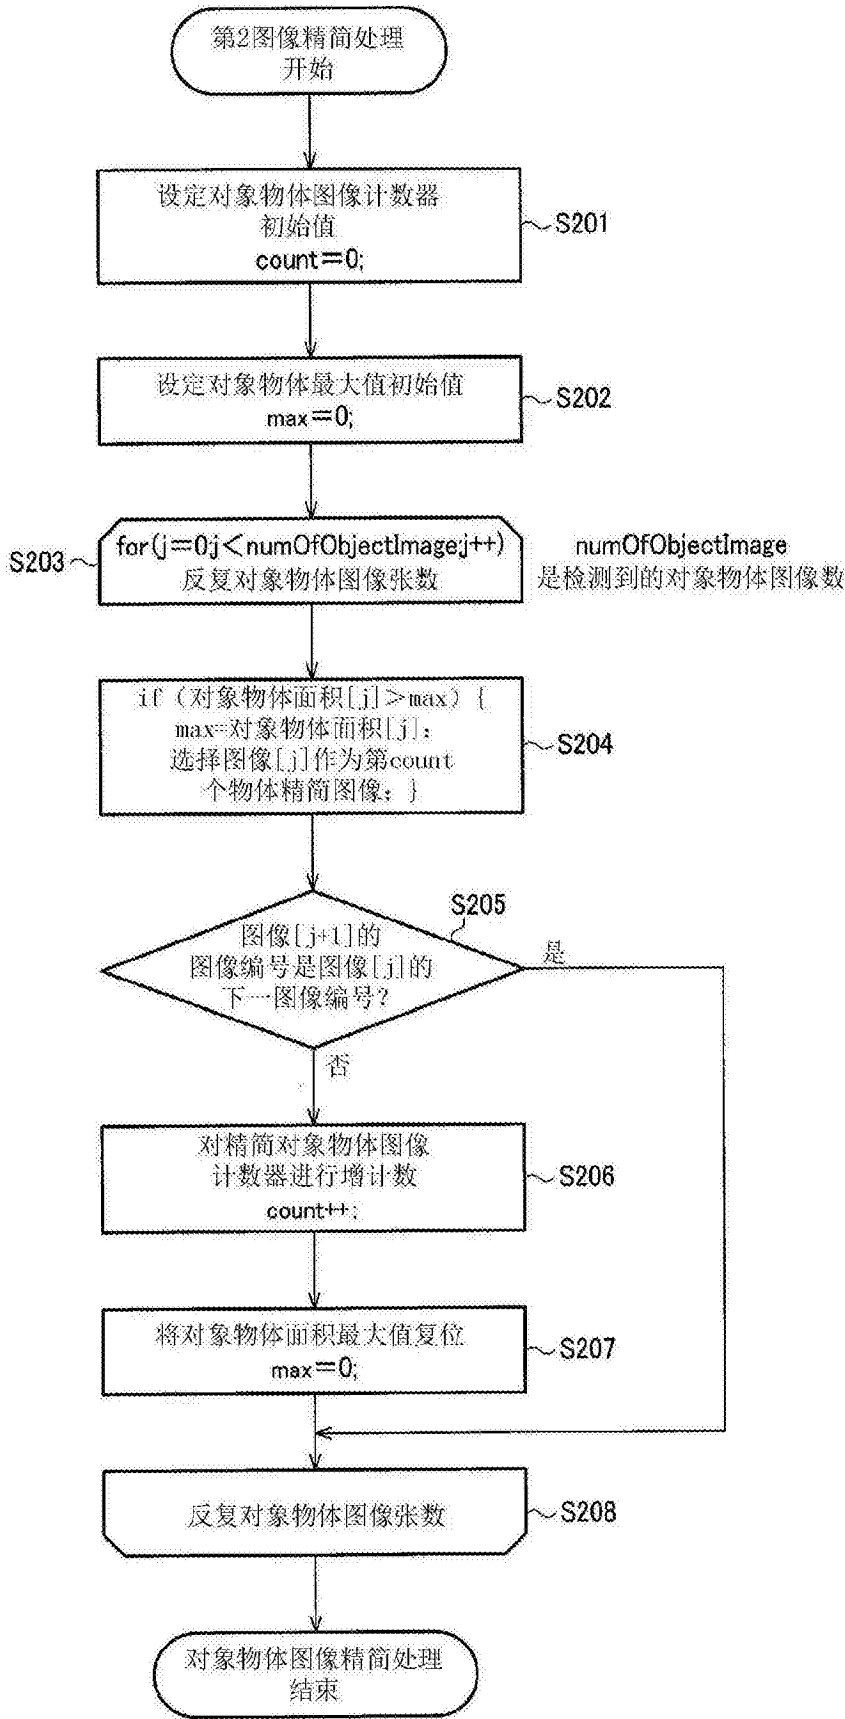 第2图像精简处理
开始
设定对象物体图像计数器
初始值
count=0;
S201
设定对象物体最大值初始值
max=0;
S202
for(j=0;j<numOfObjectImage;j++)
反复对象物体图像张数
S203
numOfObjectImage
是检测到的对象物体图像数
if（对象物体面积[j]>max）{
max=对象物体面积[j]；
选择图像[j]作为第count
个物体精简图像；}
S204
S205
图像[j+1]的
图像编号是图像[j]的
下一图像编号？
是
否
对精简对象物体图像
计数器进行增计数
count++;
S206
将对象物体面积最大值复位
max=0;
S207
反复对象物体图像张数
S208
对象物体图像精简处理
结束